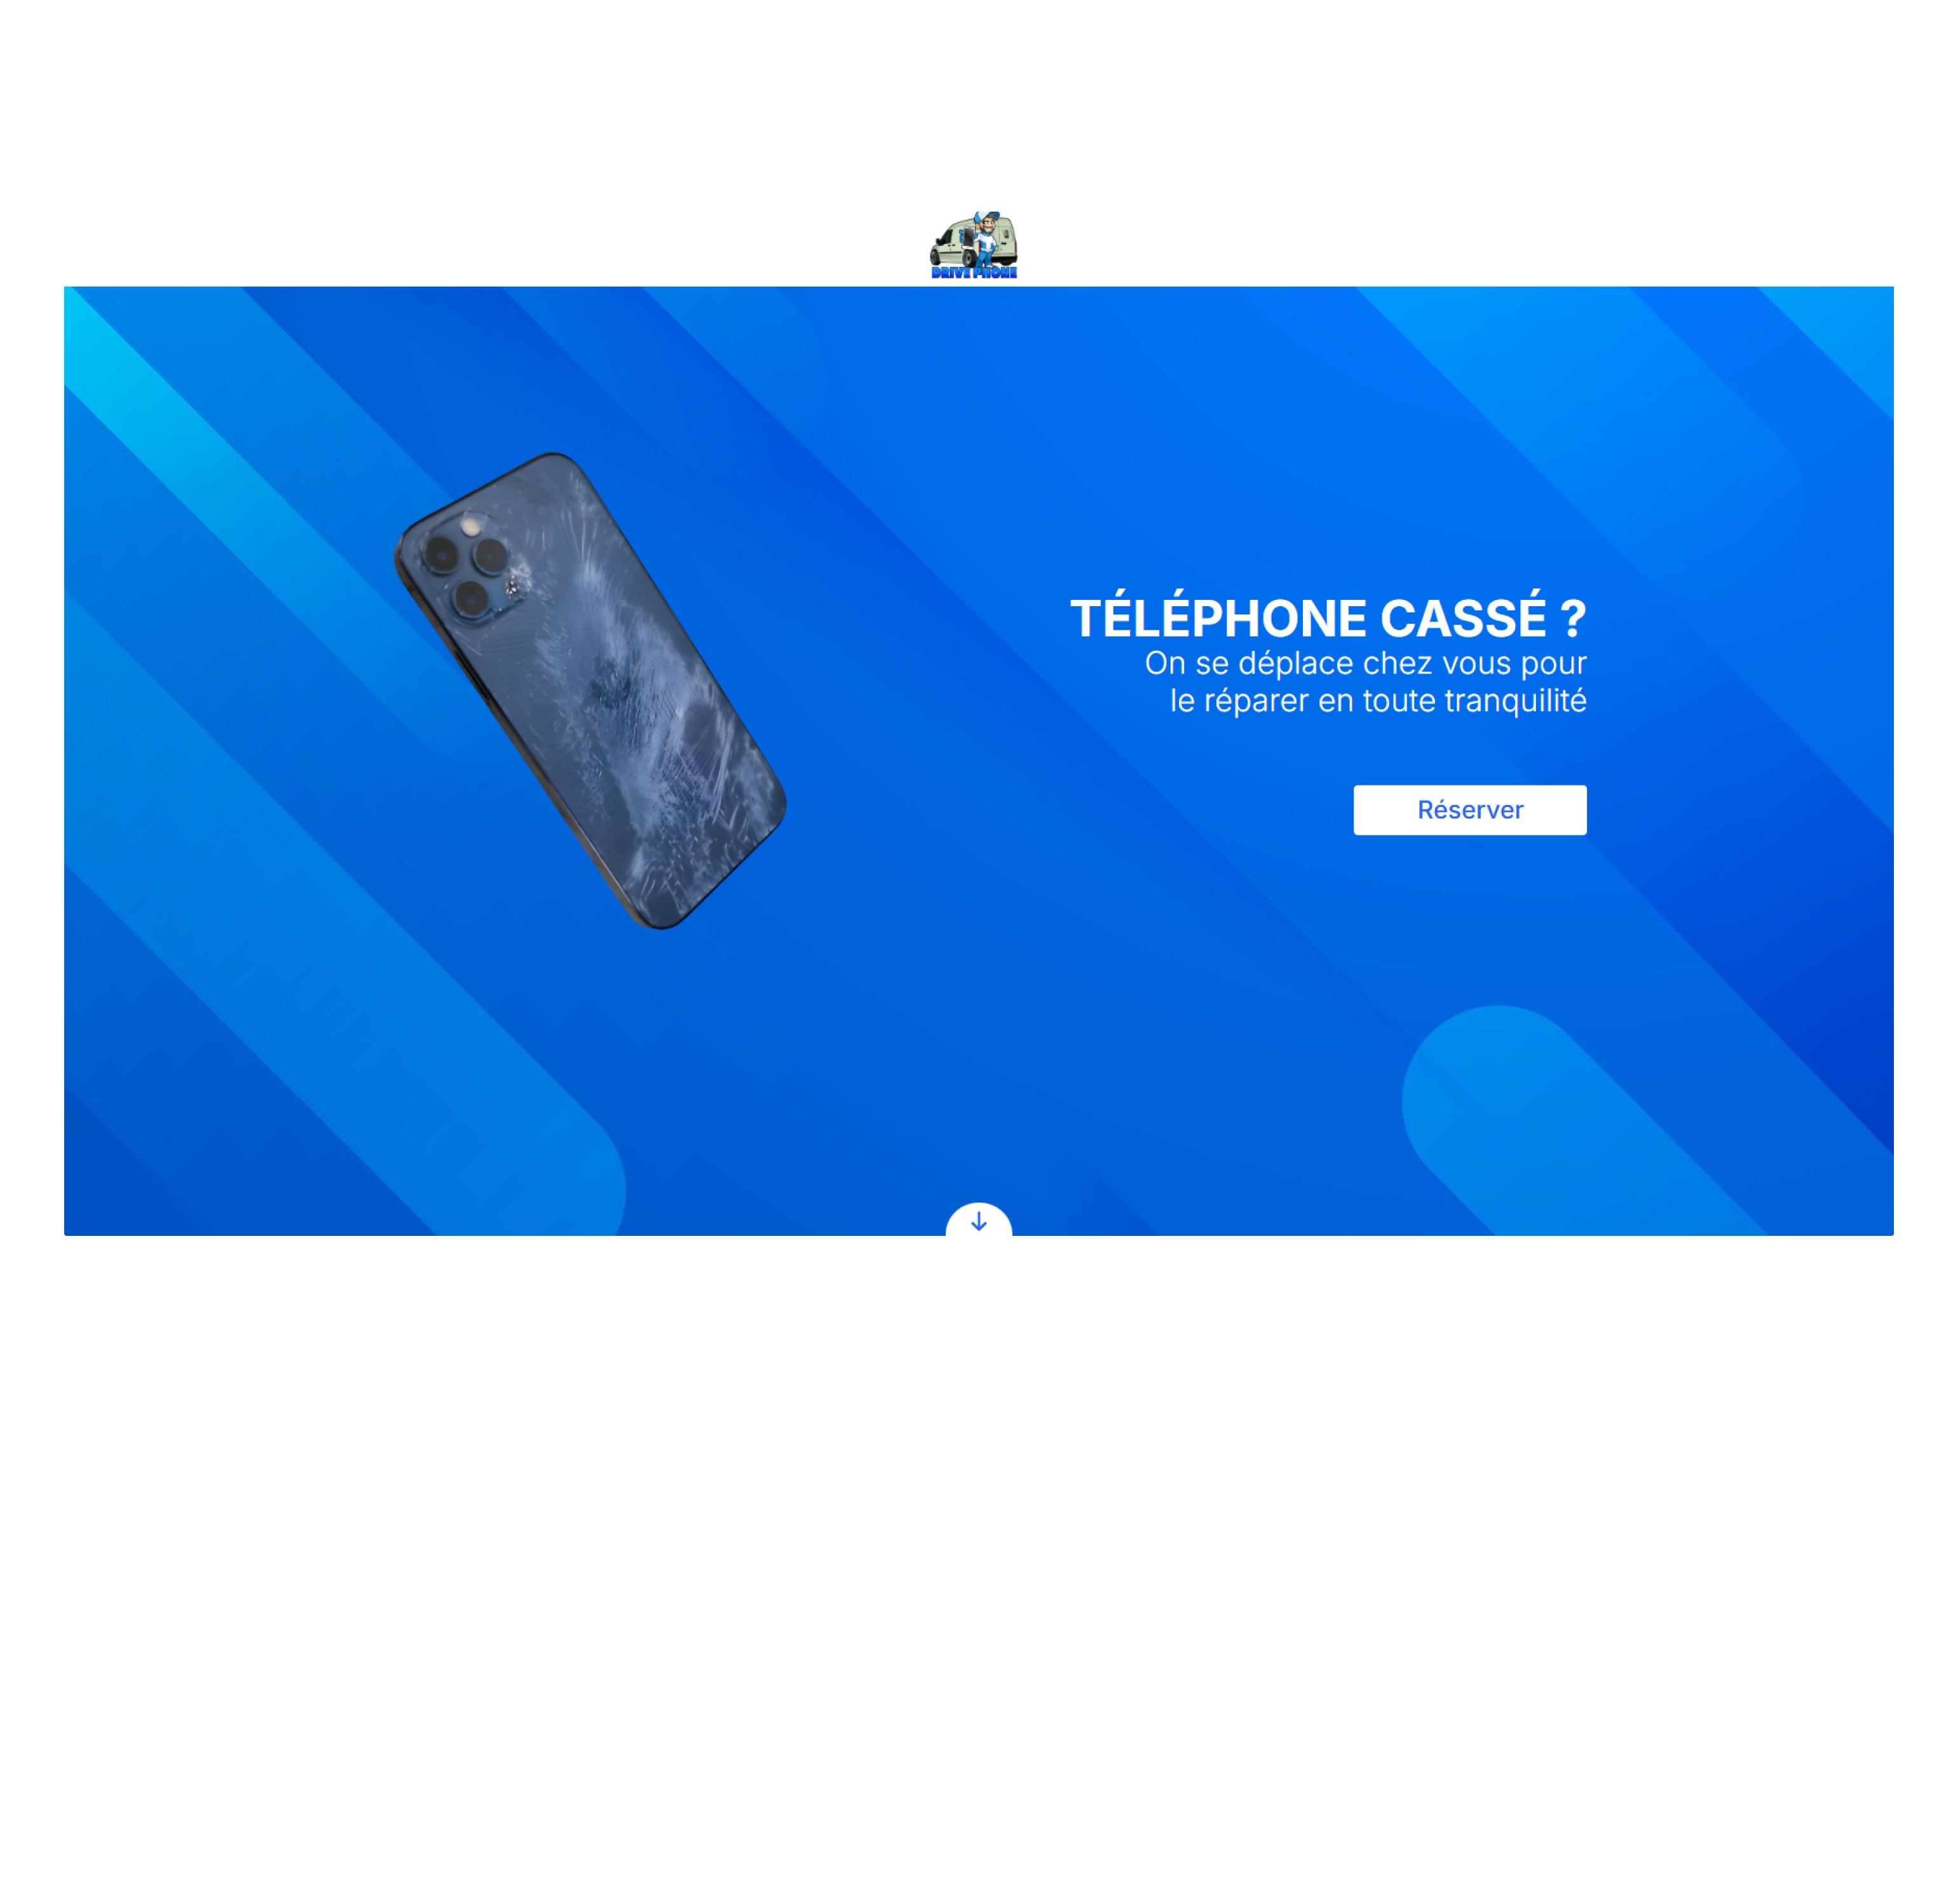 DRIVE PHONE
TÉLÉPHONE CASSÉ ?
On se déplace chez vous pour
le réparer en toute tranquilité
Réserver